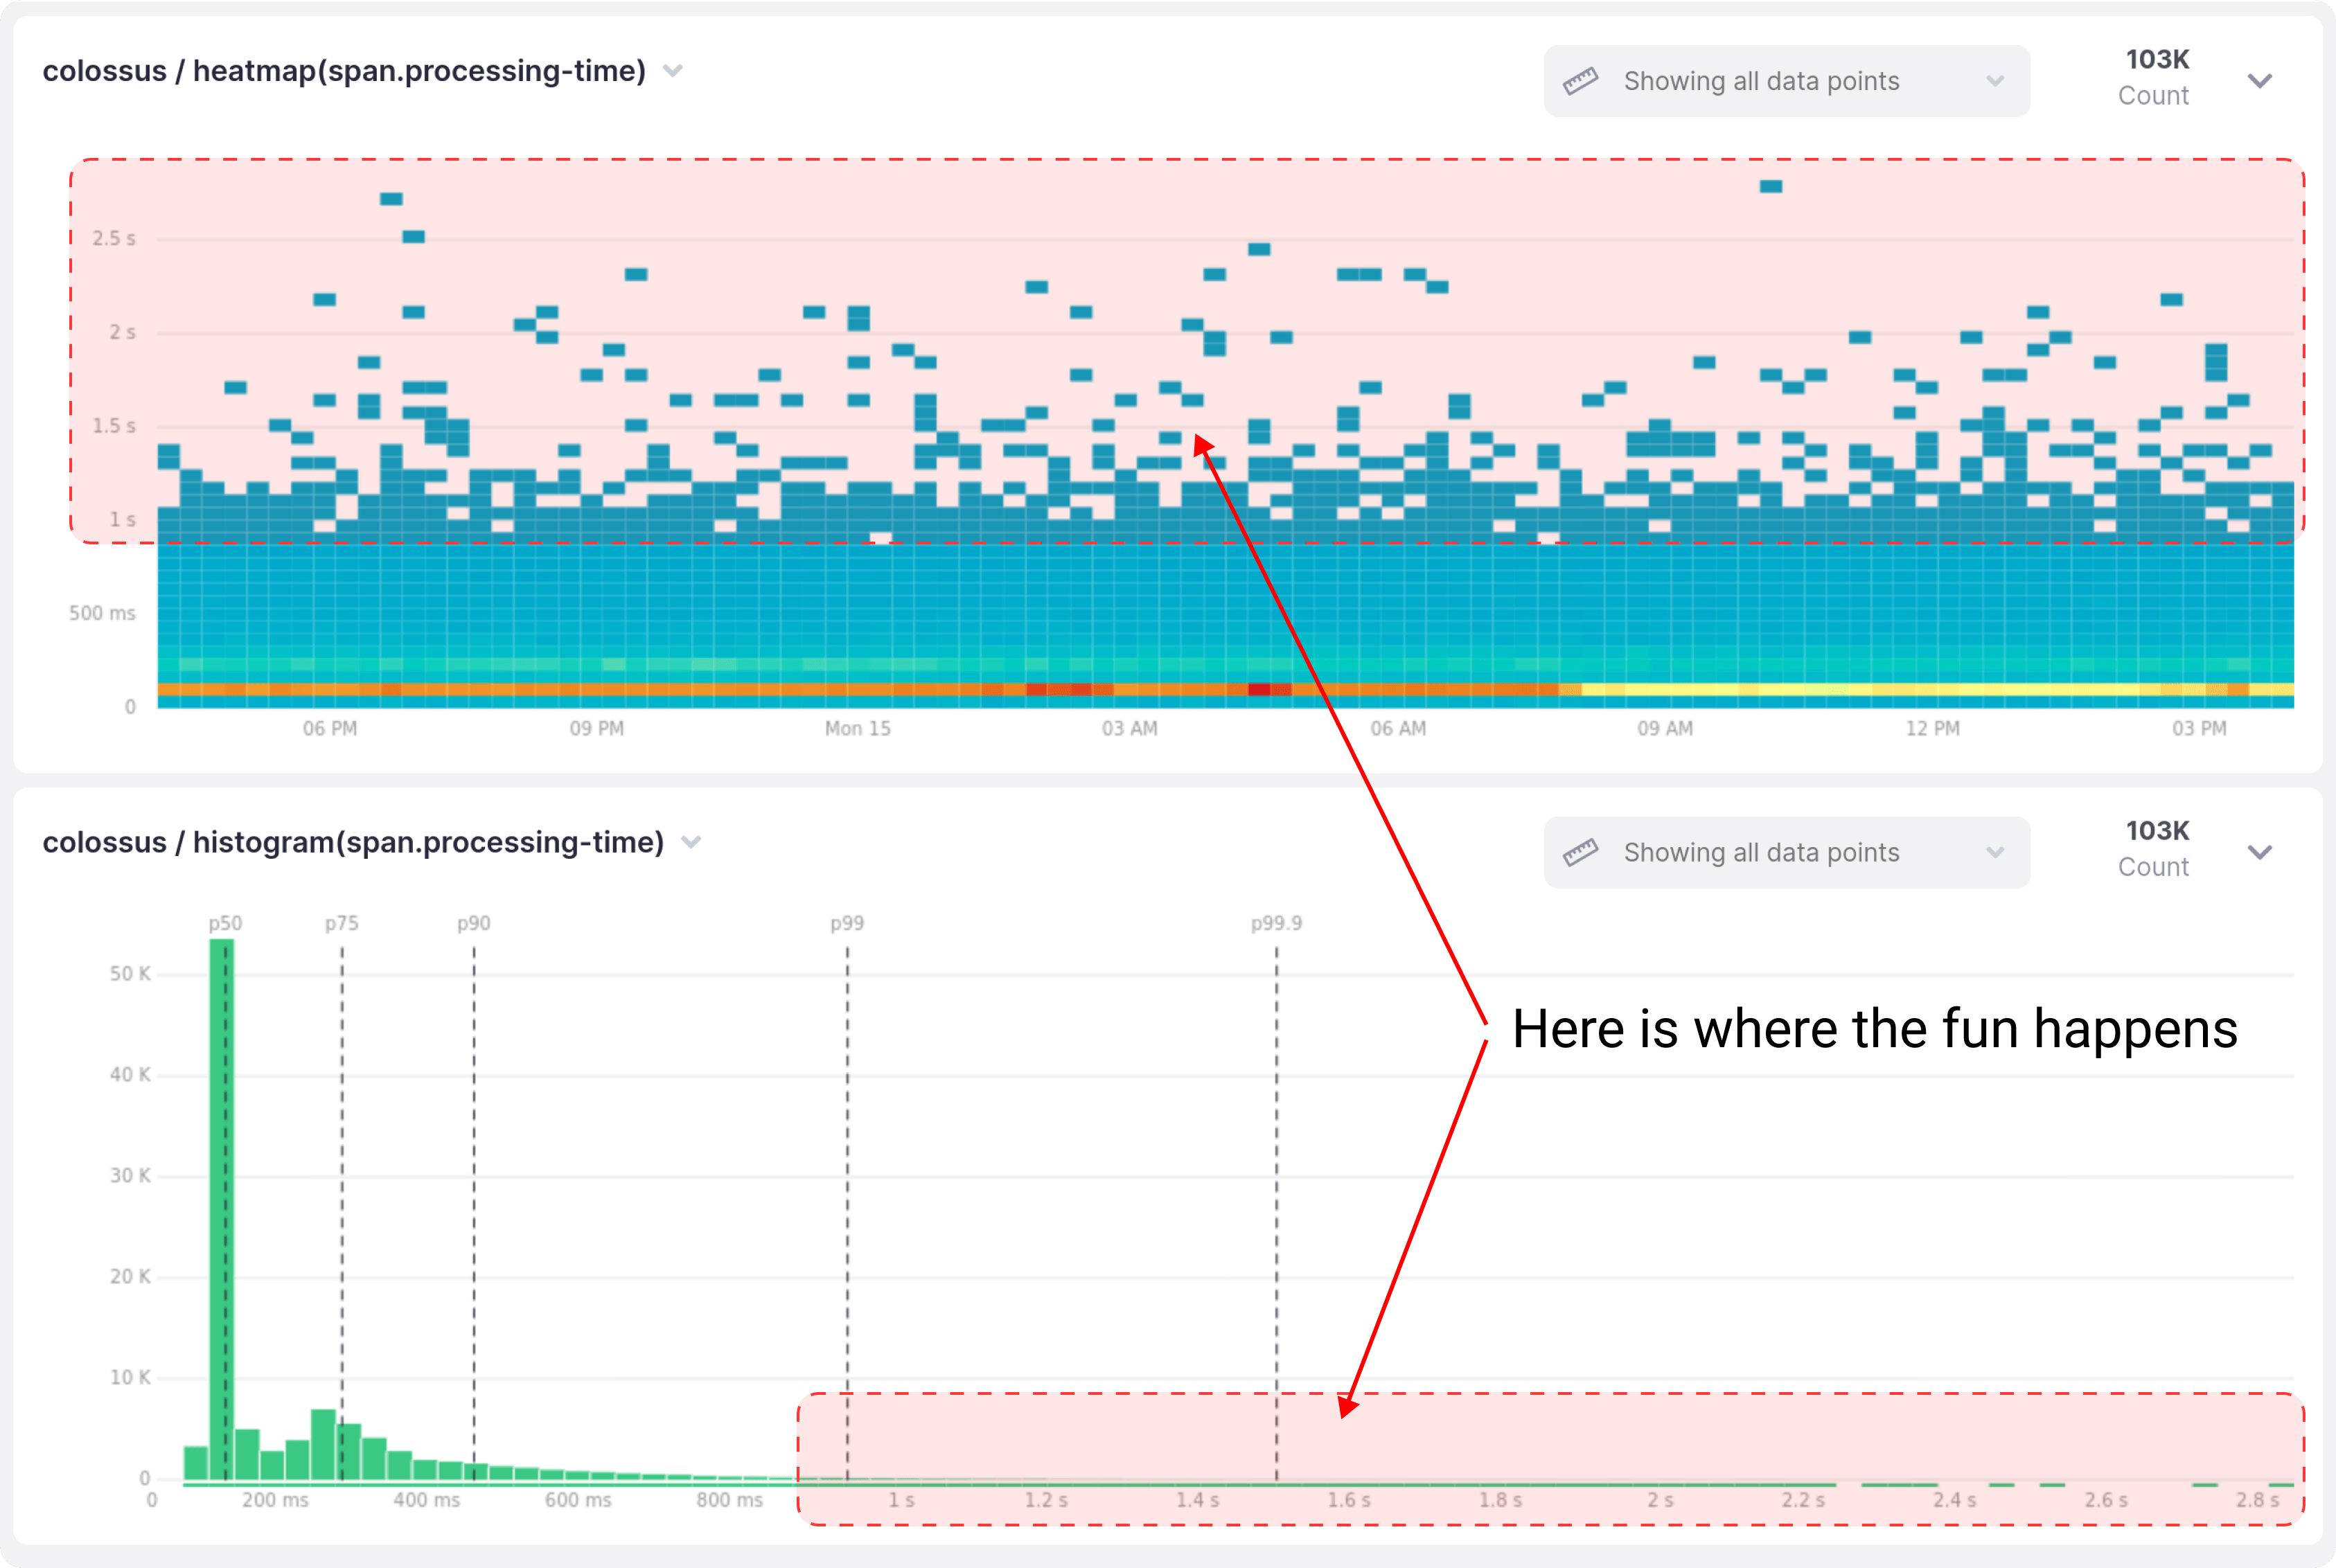 colossus / heatmap(span.processing-time)
Showing all data points
103K
Count
2.5 s
2 s
1.5 s
1 s
500 ms
0
06 PM 09 PM Mon 15 03 AM 06 AM 09 AM 12 PM 03 PM
colossus / histogram(span.processing-time)
Showing all data points
103K
Count
p50 p75 p90 p99 p99.9
50 K
Here is where the fun happens
40 K
30 K
20 K
10 K
0
0 200 ms 400 ms 600 ms 800 ms 1 s 1.2 s 1.4 s 1.6 s 1.8 s 2 s 2.2 s 2.4 s 2.6 s 2.8 s